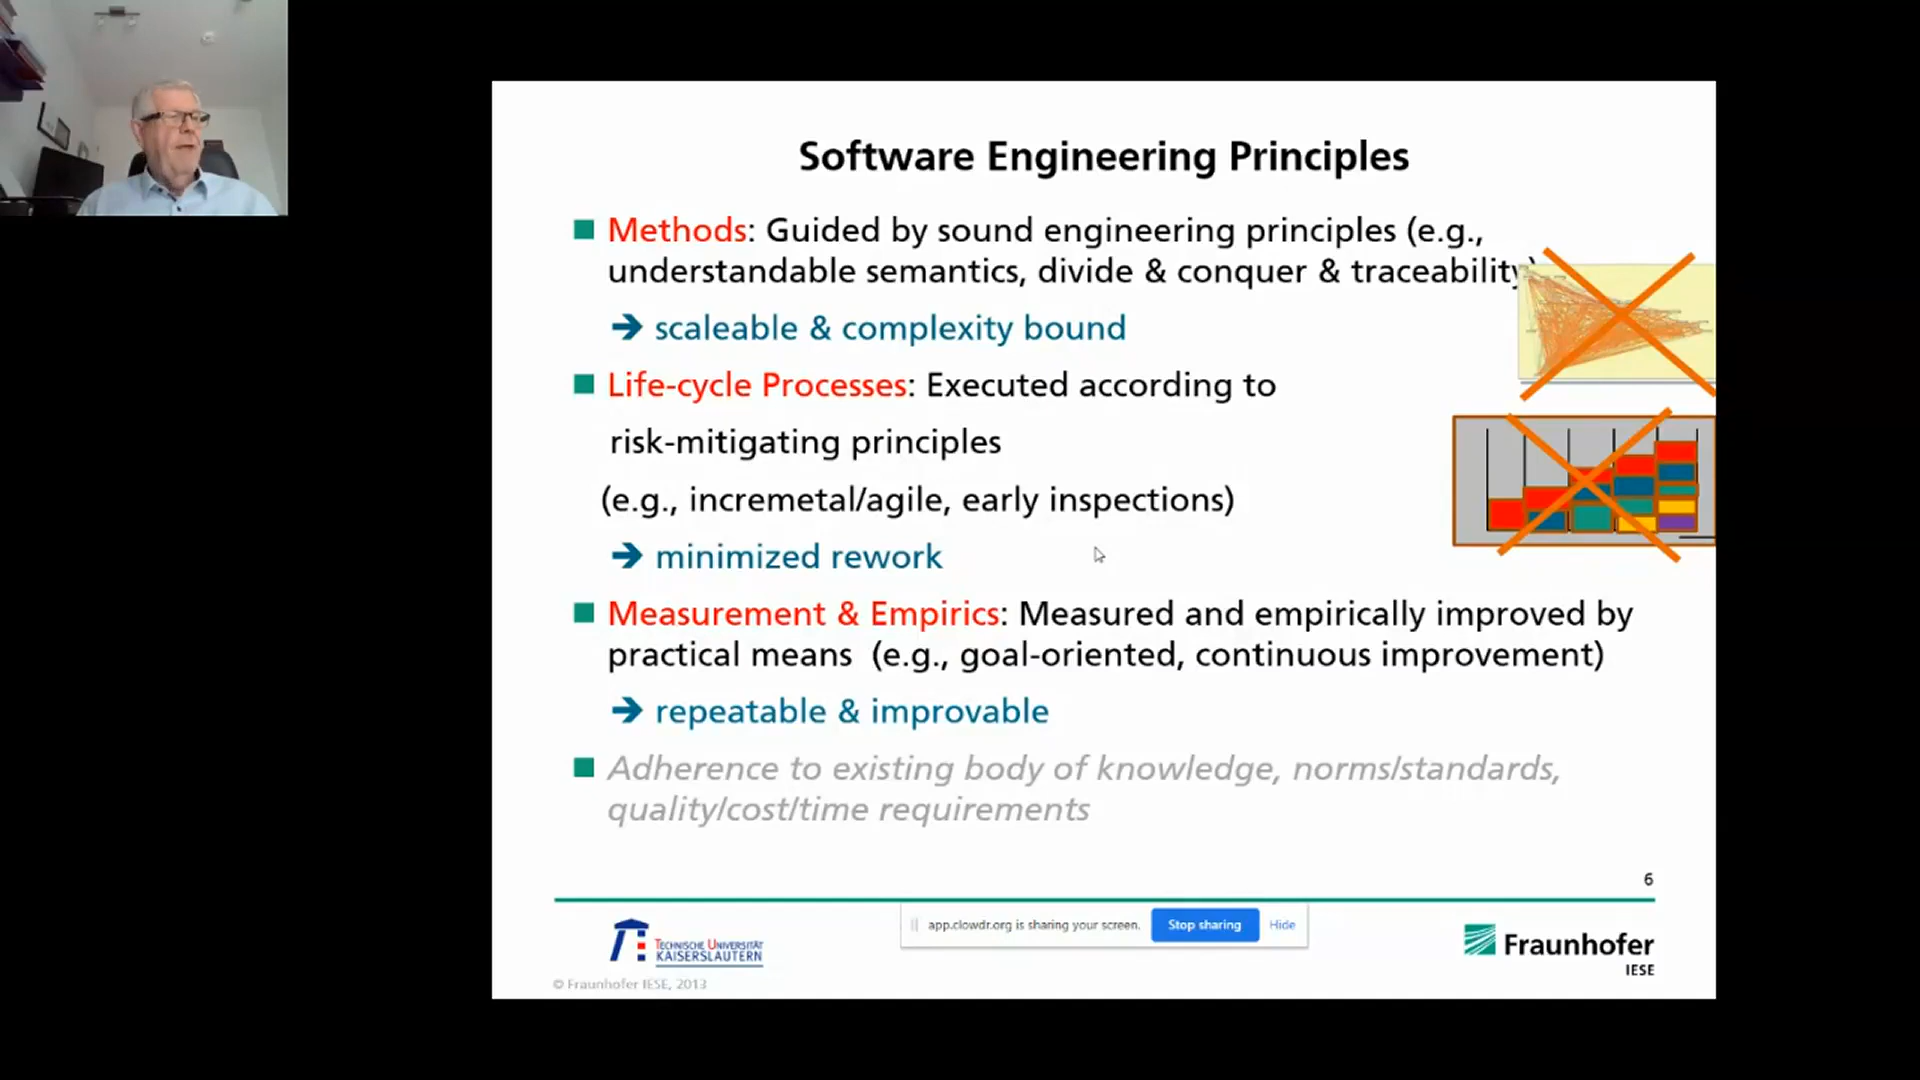 Software Engineering Principles
Methods: Guided by sound engineering principles (e.g.,
understandable semantics, divide & conquer & traceability)
➔ scaleable & complexity bound
Life-cycle Processes: Executed according to
risk-mitigating principles
(e.g., incremetal/agile, early inspections)
➔ minimized rework
Measurement & Empirics: Measured and empirically improved by
practical means (e.g., goal-oriented, continuous improvement)
➔ repeatable & improvable
Adherence to existing body of knowledge, norms/standards,
quality/cost/time requirements
6
app.clowdr.org is sharing your screen. Stop sharing Hide
TECHNISCHE UNIVERSITÄT
KAISERSLAUTERN
Fraunhofer
IESE
© Fraunhofer IESE, 2013